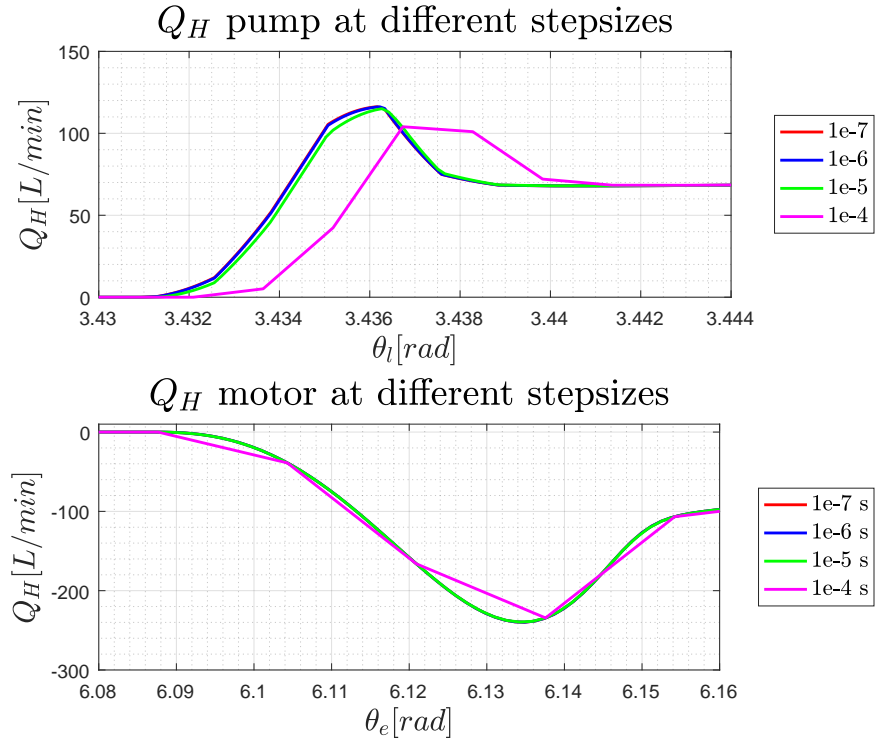 Q_H pump at different stepsizes
150
100
50
0
Q_H[L/min]
3.43 3.432 3.434 3.436 3.438 3.44 3.442 3.444
θ_l[rad]
1e-7
1e-6
1e-5
1e-4
Q_H motor at different stepsizes
0
-100
-200
-300
Q_H[L/min]
6.08 6.09 6.1 6.11 6.12 6.13 6.14 6.15 6.16
θ_e[rad]
1e-7 s
1e-6 s
1e-5 s
1e-4 s